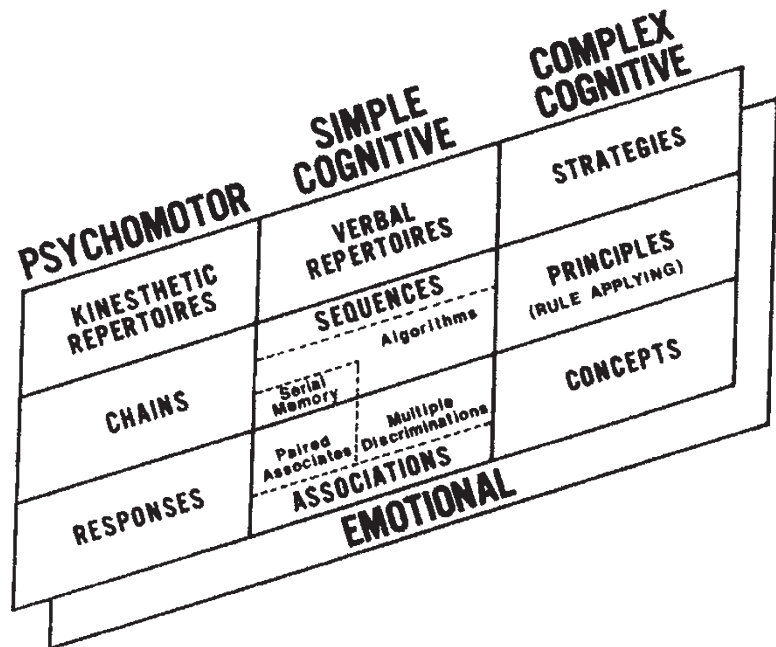 PSYCHOMOTOR
SIMPLE
COGNITIVE
COMPLEX
COGNITIVE
KINESTHETIC
REPERTOIRES
VERBAL
REPERTOIRES
STRATEGIES
CHAINS
SEQUENCES
Algorithms
Serial
Memory
PRINCIPLES
(RULE APPLYING)
RESPONSES
Paired
Associates
Multiple
Discriminations
ASSOCIATIONS
CONCEPTS
EMOTIONAL